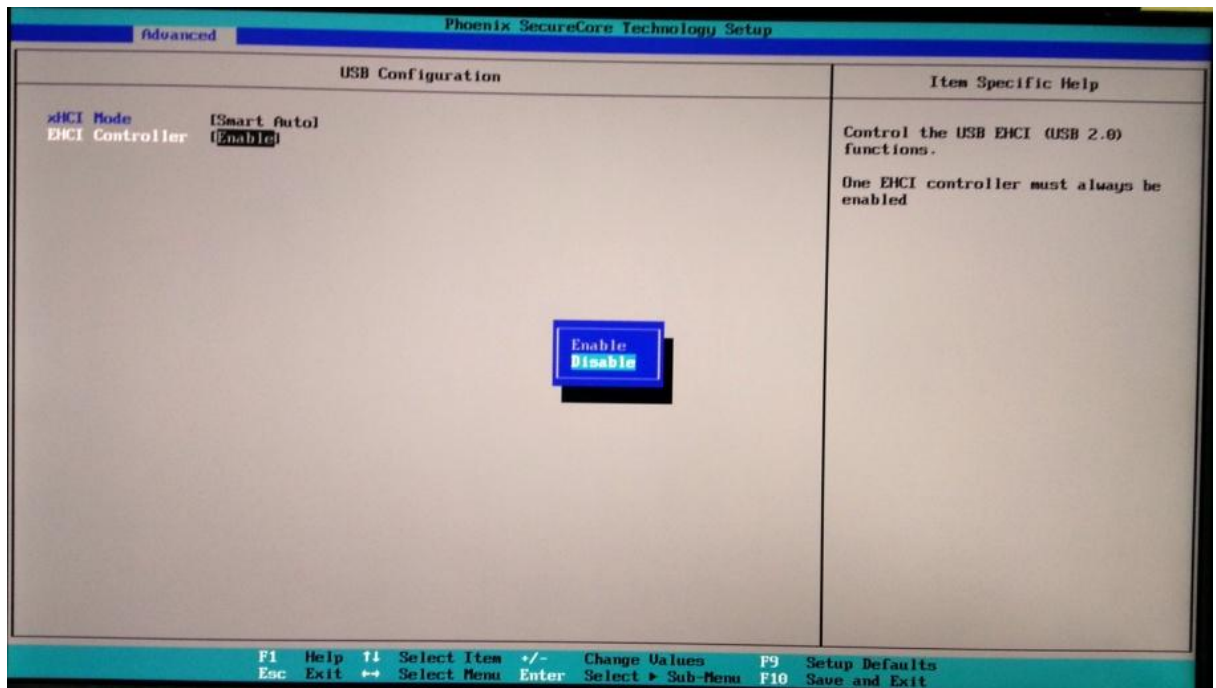 Phoenix SecureCore Technology Setup
Advanced
USB Configuration
Item Specific Help
xHCI Mode [Smart Auto]
EHCI Controller [Enable]
Control the USB EHCI (USB 2.0)
functions.
One EHCI controller must always be
enabled
Enable
Disable
F1 Help ↑↓ Select Item +/- Change Values F9 Setup Defaults
Esc Exit ←→ Select Menu Enter Select ▶ Sub-Menu F10 Save and Exit